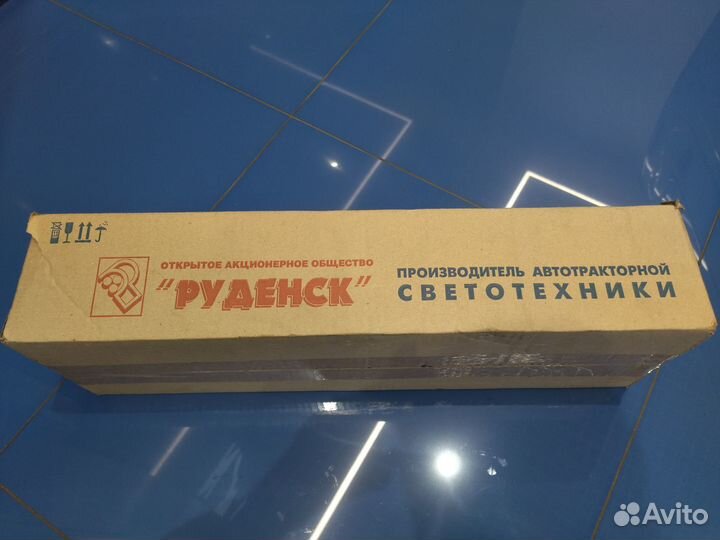 ОТКРЫТОЕ АКЦИОНЕРНОЕ ОБЩЕСТВО
"РУДЕНСК"
ПРОИЗВОДИТЕЛЬ АВТОТРАКТОРНОЙ
СВЕТОТЕХНИКИ
Avito